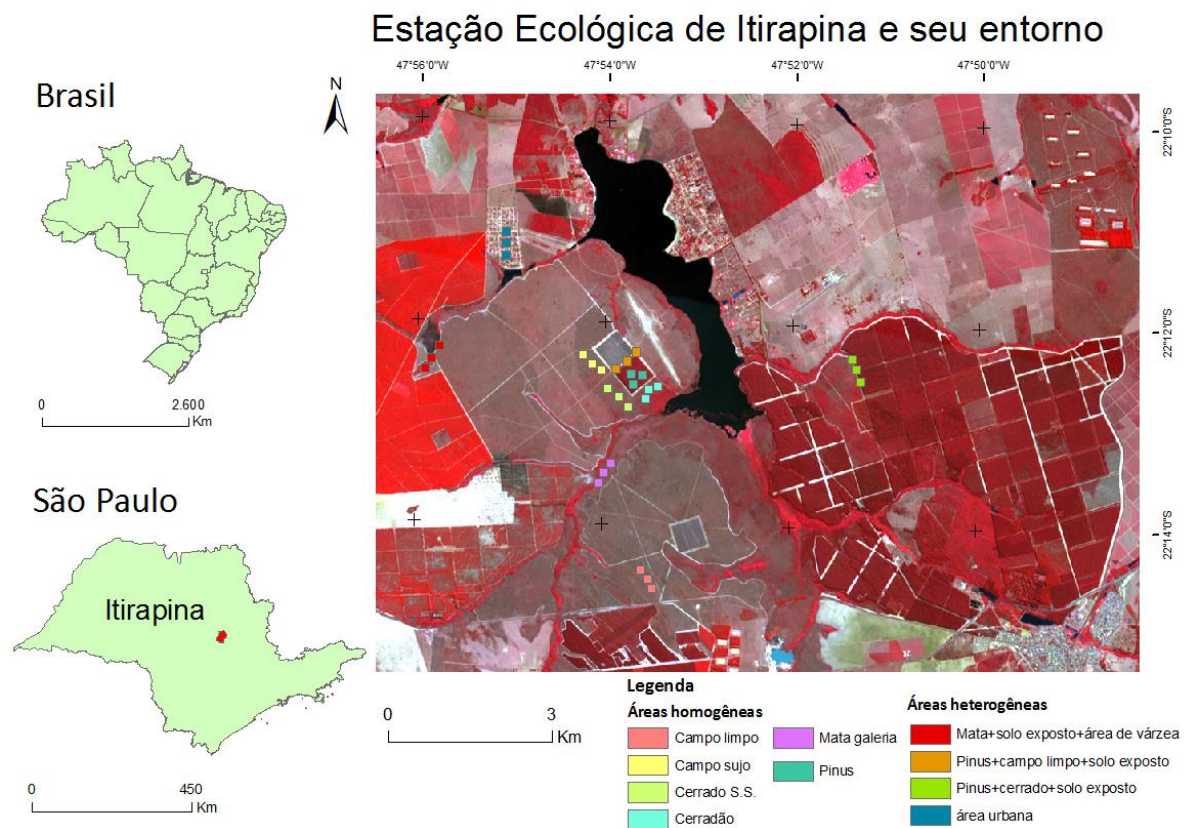 Estação Ecológica de Itirapina e seu entorno
47°56'0"W 47°54'0"W 47°52'0"W 47°50'0"W
N
Brasil
22°10'0"S
22°12'0"S
22°14'0"S
0 2.600
Km
São Paulo
Itirapina
0 450
Km
0 3
Km
Legenda
Áreas homogêneas
Campo limpo
Campo sujo
Cerrado S.S.
Cerradão
Mata galeria
Pinus
Áreas heterogêneas
Mata+solo exposto+área de várzea
Pinus+campo limpo+solo exposto
Pinus+cerrado+solo exposto
área urbana